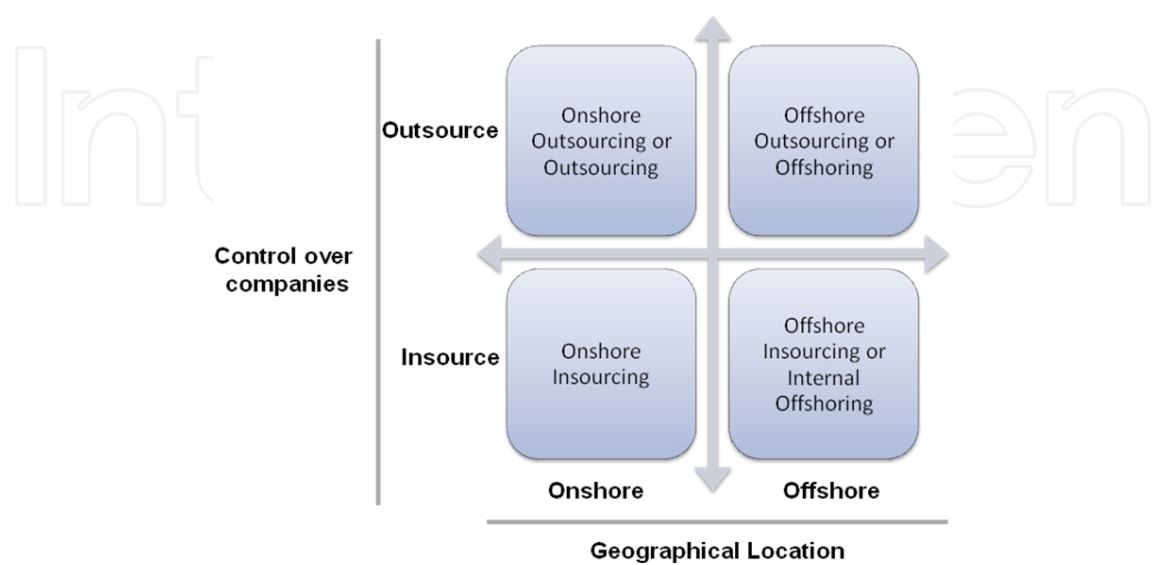 Outsource
Onshore
Outsourcing or
Outsourcing
Offshore
Outsourcing or
Offshoring
Control over
companies
Insource
Onshore
Insourcing
Offshore
Insourcing or
Internal
Offshoring
Onshore
Offshore
Geographical Location